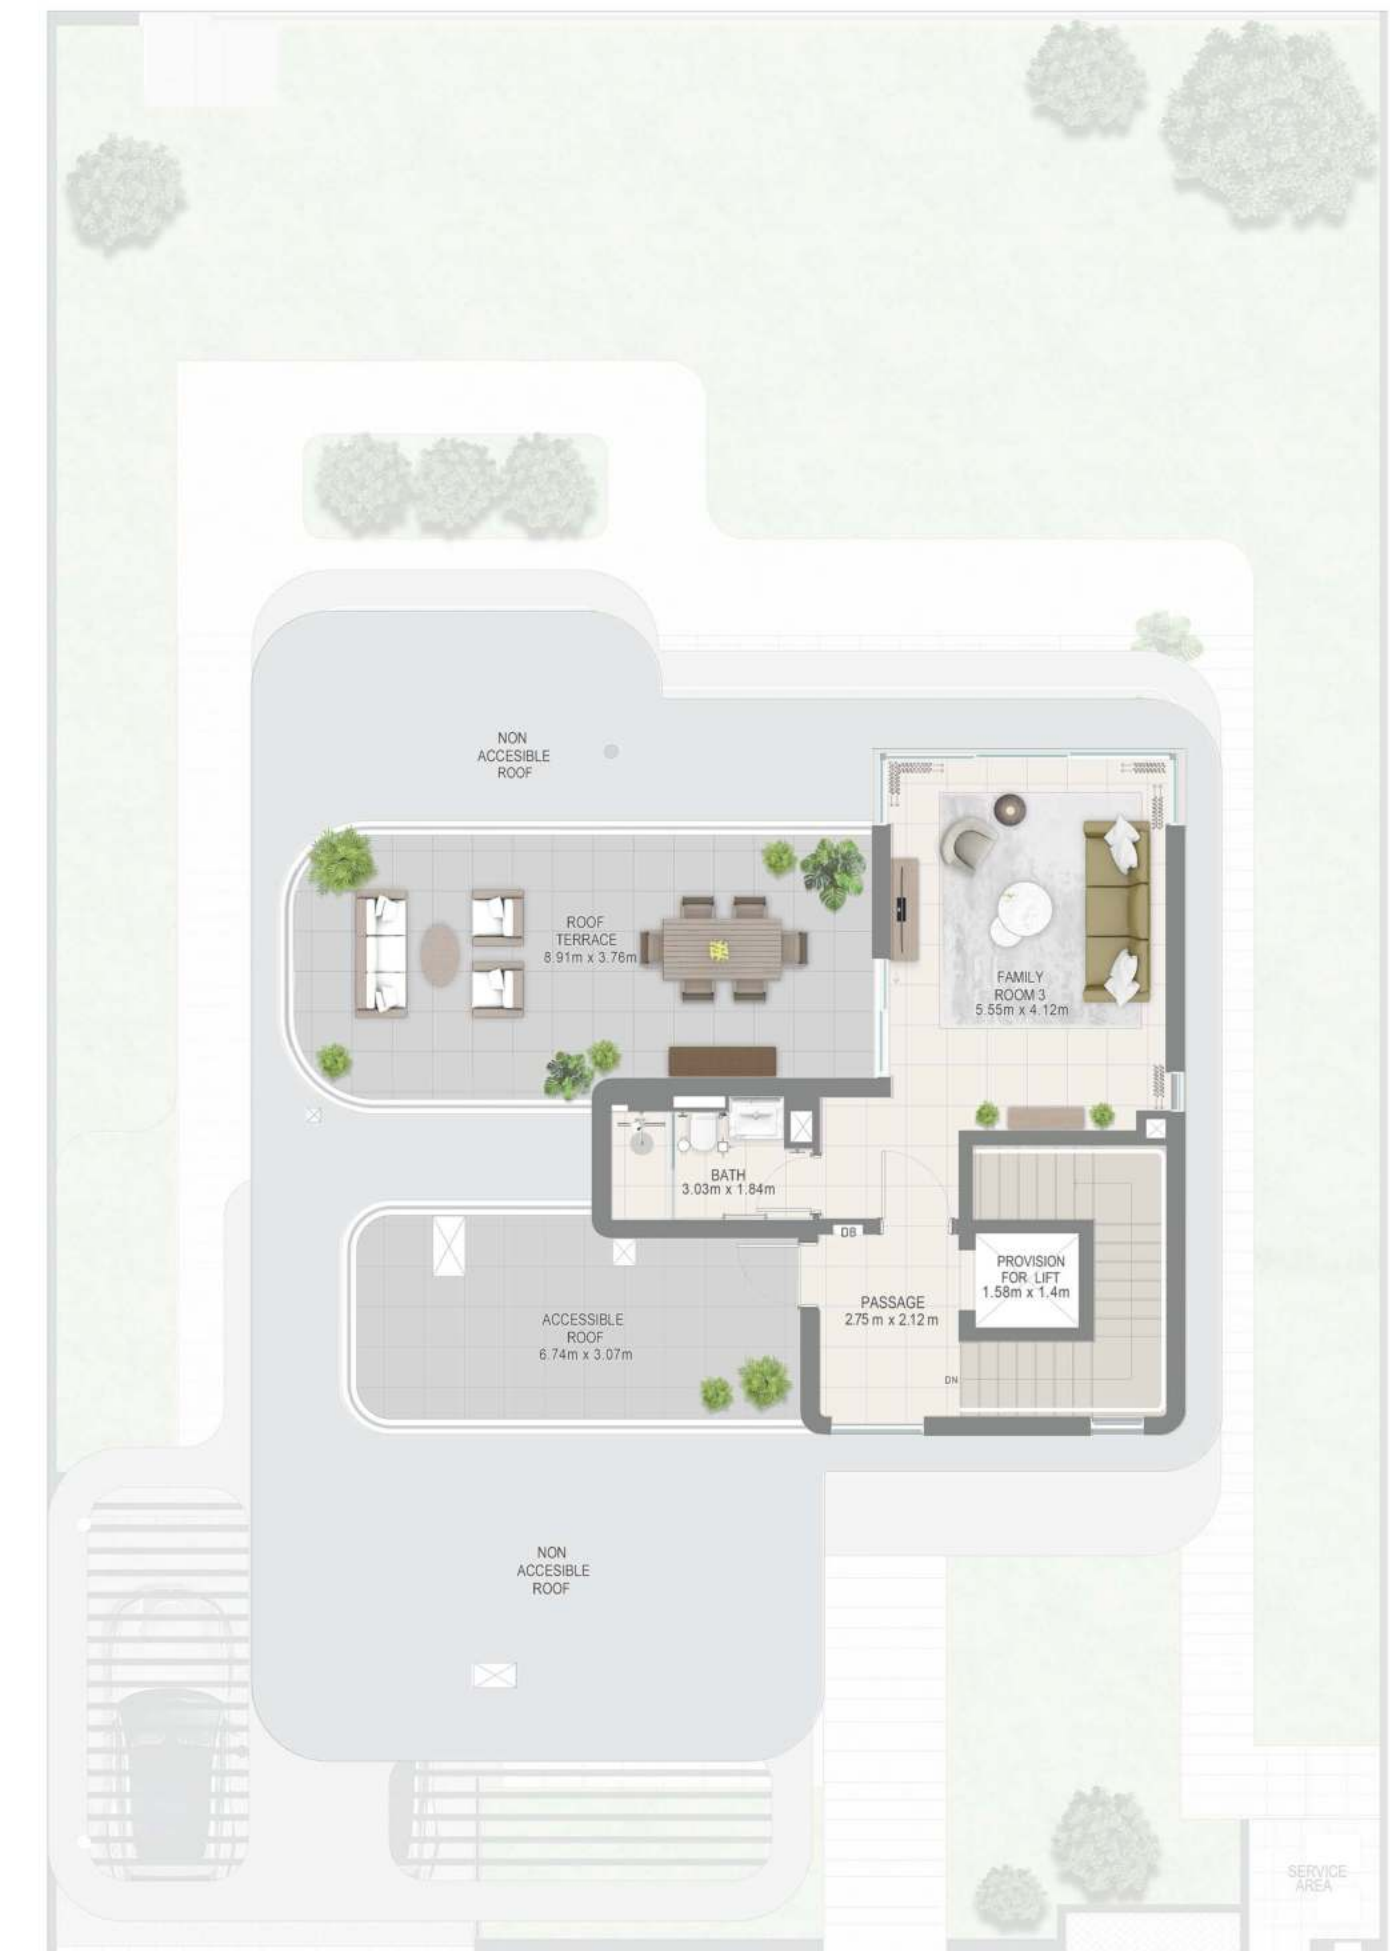 NON
ACCESIBLE
ROOF
ROOF
TERRACE
8.91m x 3.76m
FAMILY
ROOM 3
5.55m x 4.12m
BATH
3.03m x 1.84m
DB
PROVISION
FOR LIFT
1.58m x 1.4m
PASSAGE
2.75 m x 2.12 m
ACCESSIBLE
ROOF
6.74m x 3.07m
DN
NON
ACCESIBLE
ROOF
SERVICE
AREA